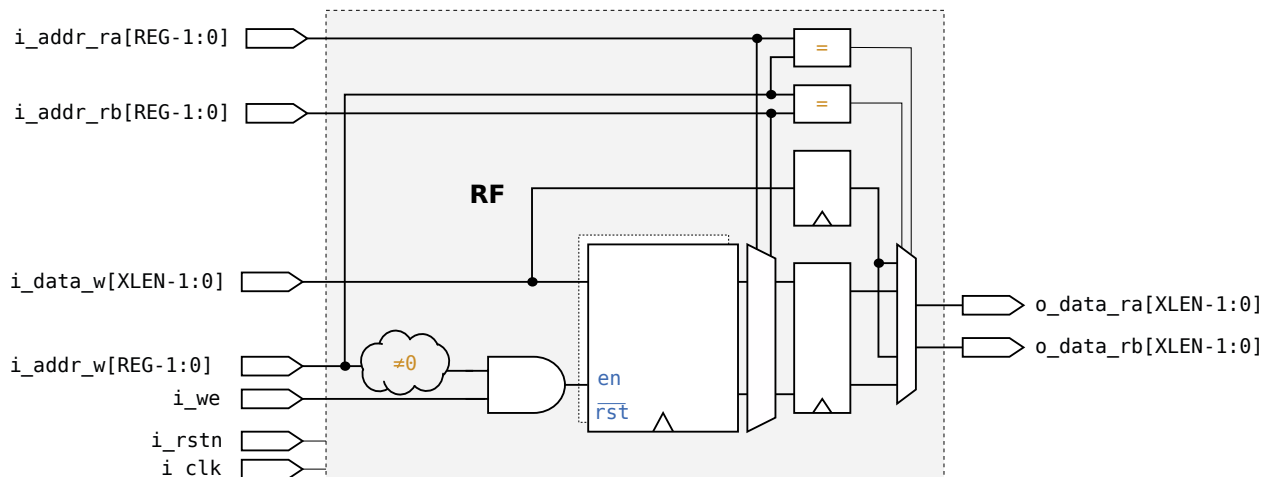 i_addr_ra[REG-1:0]
=
i_addr_rb[REG-1:0]
=
RF
i_data_w[XLEN-1:0]
o_data_ra[XLEN-1:0]
o_data_rb[XLEN-1:0]
i_addr_w[REG-1:0]
≠0
en
i_we
rst
i_rstn
i_clk